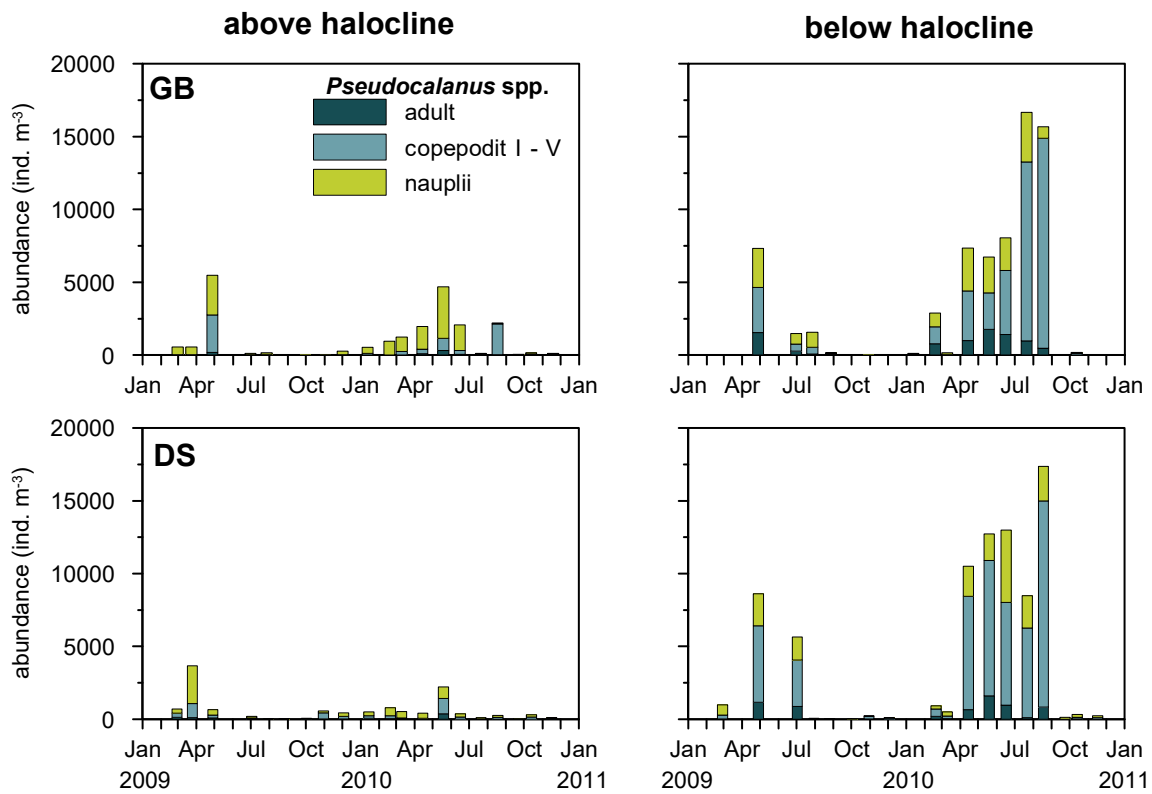 above halocline
below halocline
20000
15000
10000
5000
0
abundance (ind. m-3)
GB
Pseudocalanus spp.
adult
copepodit I - V
nauplii
Jan Apr Jul Oct Jan Apr Jul Oct Jan
Jan Apr Jul Oct Jan Apr Jul Oct Jan
20000
15000
10000
5000
0
abundance (ind. m-3)
DS
Jan Apr Jul Oct Jan Apr Jul Oct Jan
2009 2010 2011
Jan Apr Jul Oct Jan Apr Jul Oct Jan
2009 2010 2011